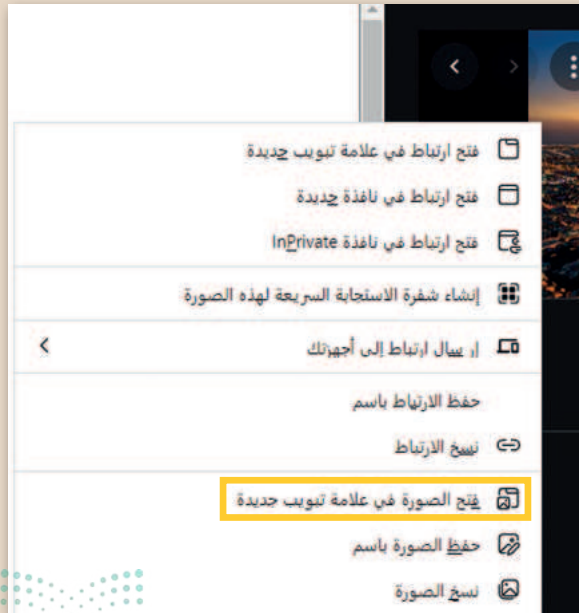 فتح ارتباط في علامة تبويب جديدة
فتح ارتباط في نافذة جديدة
فتح ارتباط في نافذة InPrivate
إنشاء شفرة الاستجابة السريعة لهذه الصورة
إرسال ارتباط إلى أجهزتك
حفظ الارتباط باسم
نسخ الارتباط
فتح الصورة في علامة تبويب جديدة
حفظ الصورة باسم
نسخ الصورة